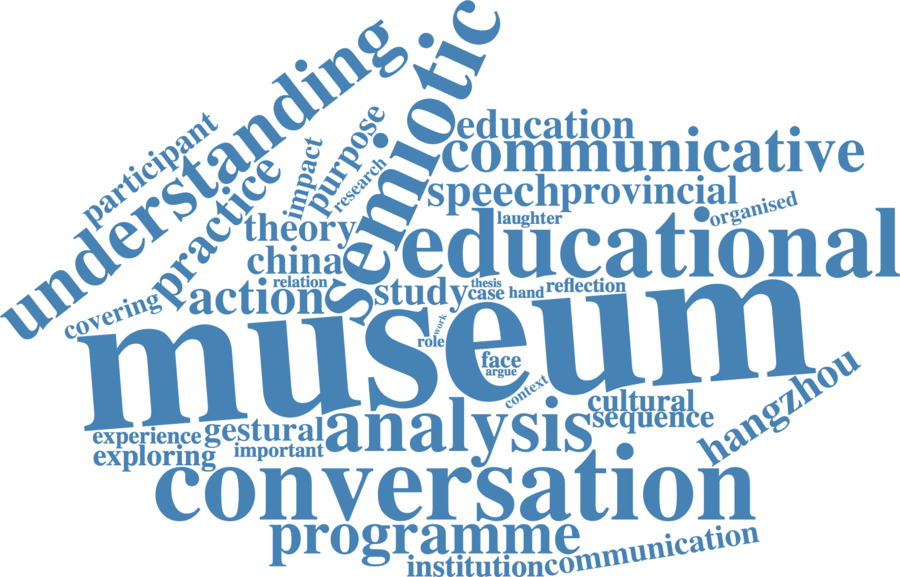 semiotic
understanding
participant
practice
impact
purpose
research
education
communicative
speech
provincial
organised
laughter
theory
educational
china
relation
action
study
thesis
case
hand
reflection
covering
museum
work
role
face
argue
context
cultural
sequence
hangzhou
experience
gestural
analysis
important
exploring
conversation
programme
institution
communication